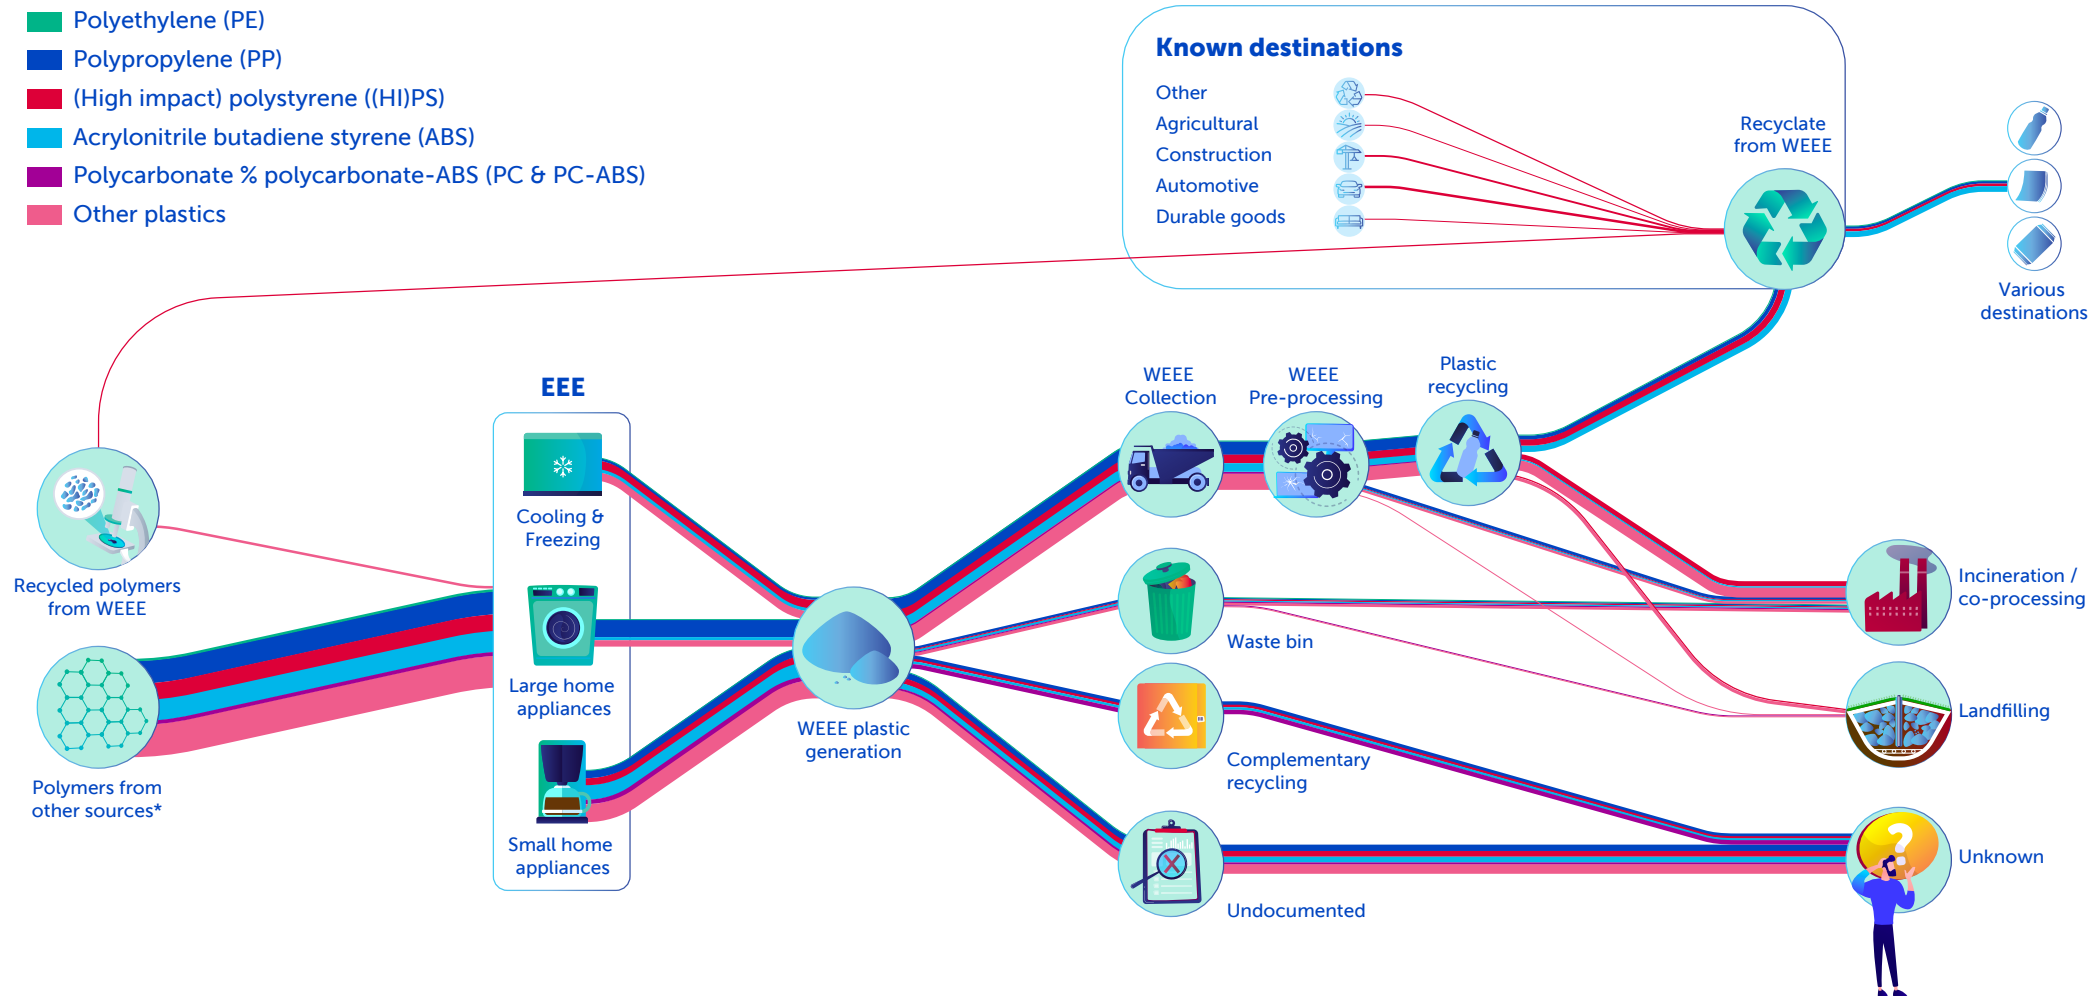 Polyethylene (PE)
Polypropylene (PP)
(High impact) polystyrene ((HI)PS)
Acrylonitrile butadiene styrene (ABS)
Polycarbonate % polycarbonate-ABS (PC & PC-ABS)
Other plastics
Known destinations
Other
Agricultural
Construction
Automotive
Durable goods
Recyclate
from WEEE
Various
destinations
EEE
Cooling &
Freezing
Large home
appliances
Small home
appliances
Recycled polymers
from WEEE
Polymers from
other sources*
WEEE plastic
generation
WEEE
Collection
WEEE
Pre-processing
Plastic
recycling
Waste bin
Complementary
recycling
Undocumented
Incineration /
co-processing
Landfilling
?
Unknown